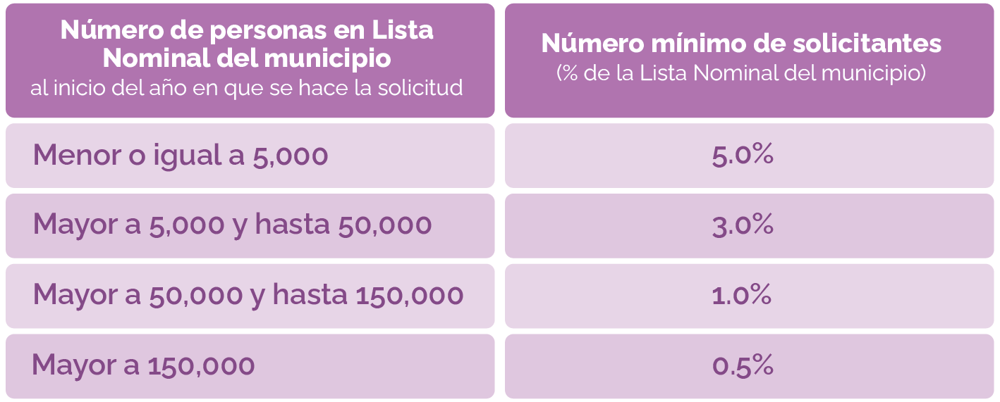 Número de personas en Lista
Nominal del municipio
al inicio del año en que se hace la solicitud
Número mínimo de solicitantes
(% de la Lista Nominal del municipio)
Menor o igual a 5,000
5.0%
Mayor a 5,000 y hasta 50,000
3.0%
Mayor a 50,000 y hasta 150,000
1.0%
Mayor a 150,000
0.5%